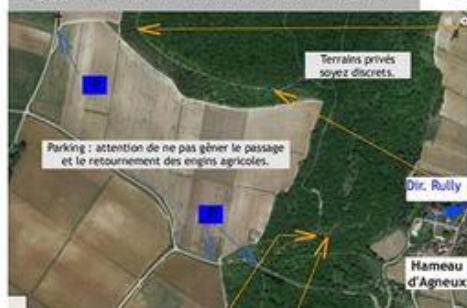 Terrains privés
soyez discrets.
Parking : attention de ne pas gêner le passage
et le retournement des engins agricoles.
Dir. Rully
Hameau
d'Agneux